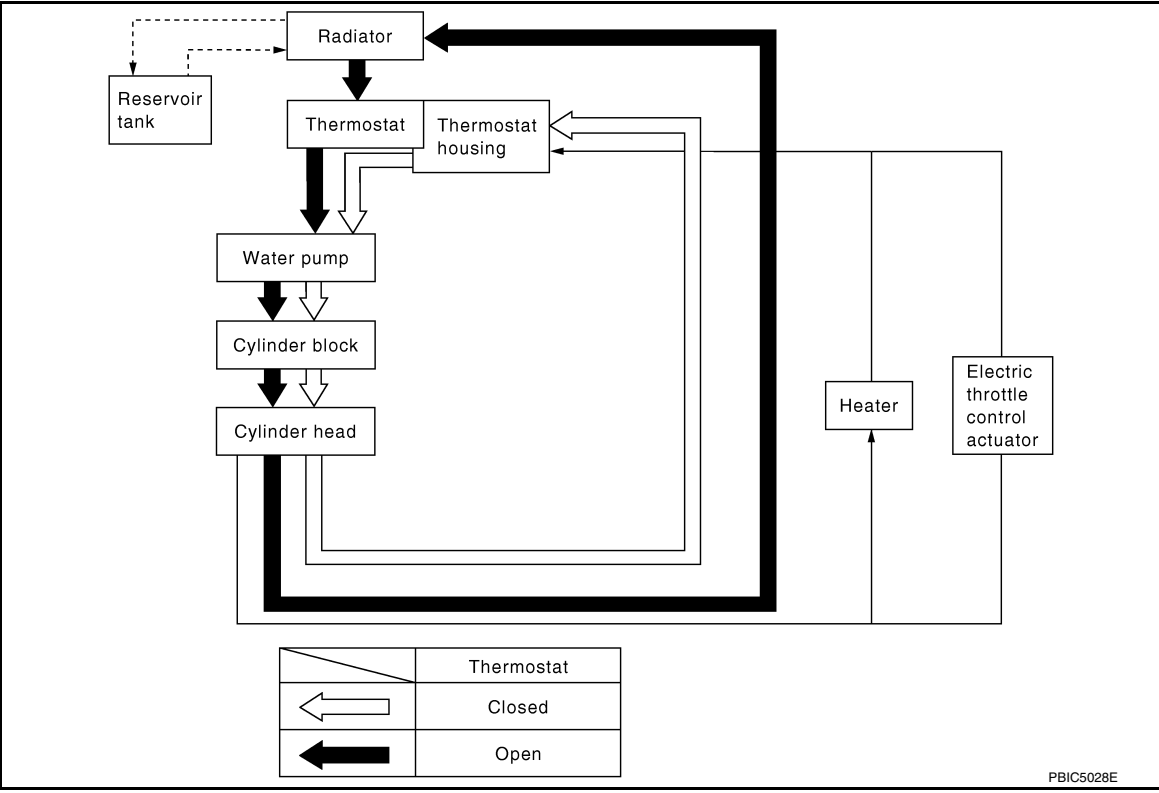 Radiator
Reservoir
tank
Thermostat
Thermostat
housing
Water pump
Cylinder block
Cylinder head
Heater
Electric
throttle
control
actuator
Thermostat
Closed
Open
PBIC5028E